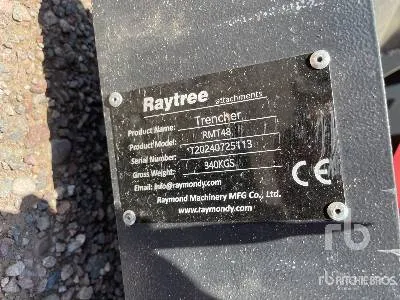 Raytree attachments
Product Name: Trencher
Product Model: RMT48
Serial Number: T20240725113
Gross Weight: 340KGS
Email: info@raymondy.com
Raymond Machinery MFG Co., Ltd.
www.raymondy.com
CE
rb
RITCHIE BROS